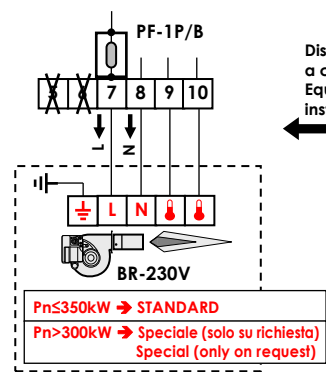 PF-1P/B
Dis
a c
Equ
ins
5 6 7 8 9 10
L N
L N
BR-230V
Pn≤350kW ➔ STANDARD
Pn>300kW ➔ Speciale (solo su richiesta)
Special (only on request)